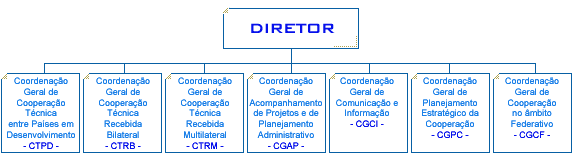 DIRETOR
Coordenação
Geral de
Cooperação
Técnica
entre Países em
Desenvolvimento
- CTPD -
Coordenação
Geral de
Cooperação
Técnica
Recebida
Bilateral
- CTRB -
Coordenação
Geral de
Cooperação
Técnica
Recebida
Multilateral
- CTRM -
Coordenação
Geral de
Acompanhamento
de Projetos e de
Planejamento
Administrativo
- CGAP -
Coordenação
Geral de
Comunicação e
Informação
- CGCI -
Coordenação
Geral de
Planejamento
Estratégico da
Cooperação
- CGPC -
Coordenação
Geral de
Cooperação
no âmbito
Federativo
- CGCF -